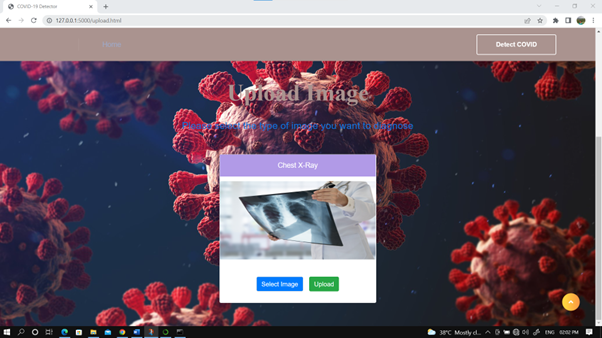 COVID-19 Detector
127.0.0.1:5000/upload.html
Home
Detect COVID
Upload Image
Please select the type of image you want to diagnose
Chest X-Ray
Select Image
Upload
38°C Mostly cl...
ENG
02:02 PM